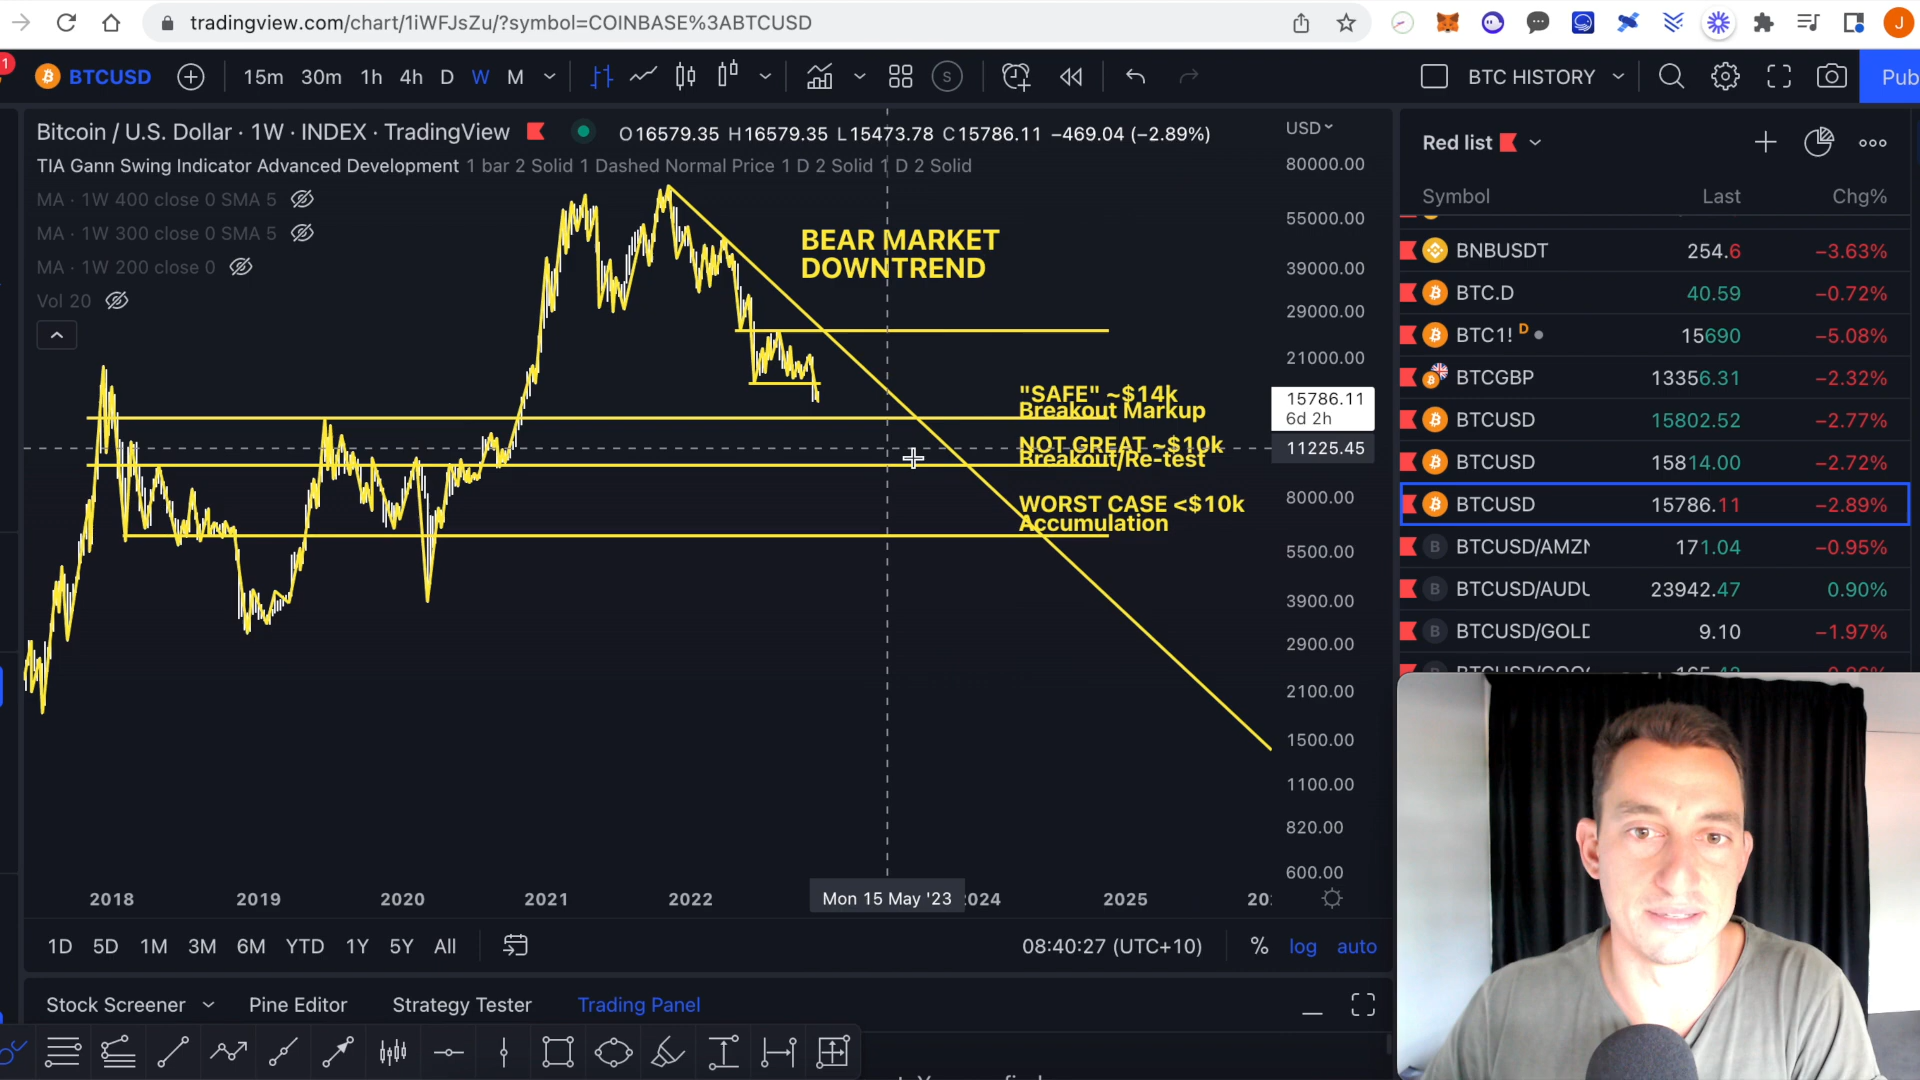 tradingview.com/chart/1iWFJsZu/?symbol=COINBASE%3ABTCUSD
J
1
BTCUSD
15m 30m 1h 4h D W M
S
BTC HISTORY
Pub
Bitcoin / U.S. Dollar · 1W · INDEX · TradingView
O16579.35 H16579.35 L15473.78 C15786.11 −469.04 (−2.89%)
TIA Gann Swing Indicator Advanced Development 1 bar 2 Solid 1 Dashed Normal Price 1 D 2 Solid 1 D 2 Solid
MA · 1W 400 close 0 SMA 5
MA · 1W 300 close 0 SMA 5
MA · 1W 200 close 0
Vol 20
BEAR MARKET
DOWNTREND
"SAFE" ~$14k
Breakout Markup
NOT GREAT ~$10k
Breakout/Re-test
WORST CASE <$10k
Accumulation
USD
80000.00
55000.00
39000.00
29000.00
21000.00
15786.11
6d 2h
11225.45
8000.00
5500.00
3900.00
2900.00
2100.00
1500.00
1100.00
820.00
600.00
2018 2019 2020 2021 2022 Mon 15 May '23 2024 2025
1D 5D 1M 3M 6M YTD 1Y 5Y All
08:40:27 (UTC+10)
% log auto
Stock Screener Pine Editor Strategy Tester Trading Panel
Red list
Symbol Last Chg%
BNBUSDT 254.6 −3.63%
BTC.D 40.59 −0.72%
BTC1! D 15690 −5.08%
BTCGBP 13356.31 −2.32%
BTCUSD 15802.52 −2.77%
BTCUSD 15814.00 −2.72%
BTCUSD 15786.11 −2.89%
B BTCUSD/AMZN 171.04 −0.95%
B BTCUSD/AUDU 23942.47 0.90%
B BTCUSD/GOLD 9.10 −1.97%